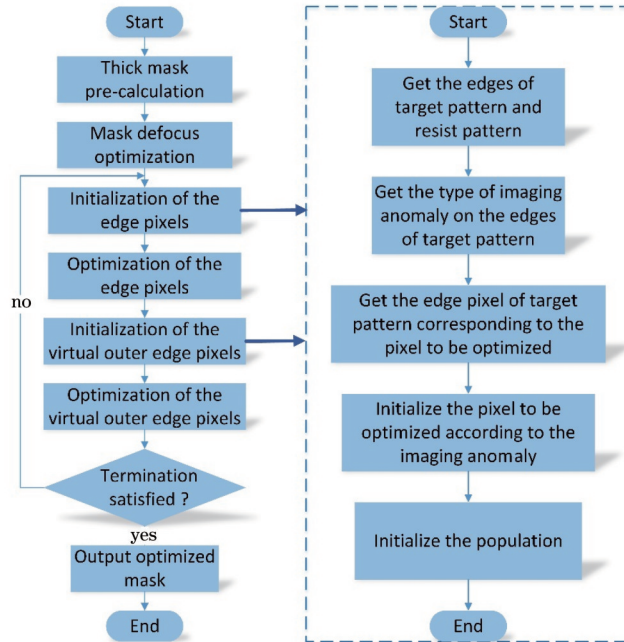 Start
Thick mask
pre-calculation
Mask defocus
optimization
Initialization of the
edge pixels
Optimization of the
edge pixels
no
Initialization of the
virtual outer edge pixels
Optimization of the
virtual outer edge pixels
Termination
satisfied ?
yes
Output optimized
mask
End
Start
Get the edges of
target pattern and
resist pattern
Get the type of imaging
anomaly on the edges
of target pattern
Get the edge pixel of target
pattern corresponding to the
pixel to be optimized
Initialize the pixel to be
optimized according to the
imaging anomaly
Initialize the population
End